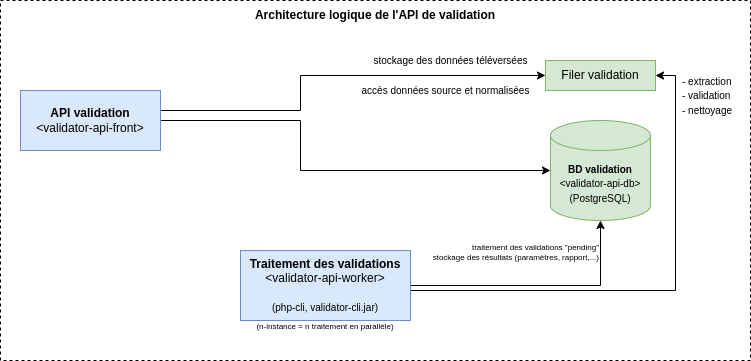 Architecture logique de l'API de validation
stockage des données téléversées
Filer validation
accès données source et normalisées
- extraction
- validation
- nettoyage
API validation
<validator-api-front>
BD validation
<validator-api-db>
(PostgreSQL)
traitement des validations "pending"
stockage des résultats (paramètres, rapport,...)
Traitement des validations
<validator-api-worker>
(php-cli, validator-cli.jar)
(n-instance = n traitement en parallèle)